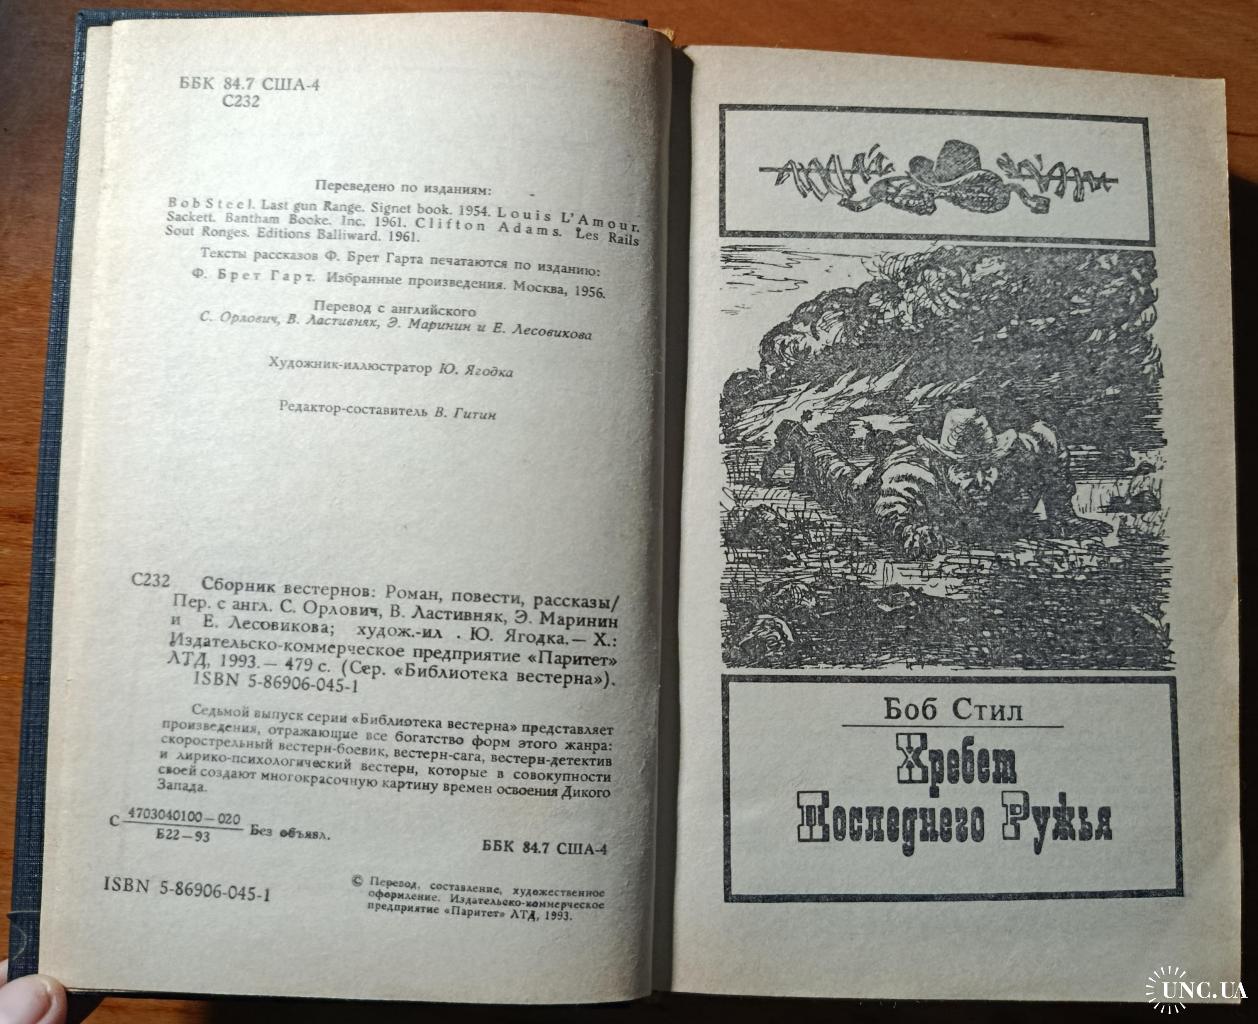 ББК 84.7 США-4
С232
Переведено по изданиям:
Bob Steel. Last gun Range. Signet book. 1954. Louis L'Amour.
Sackett. Bantham Booke. Inc. 1961. Clifton Adams. Les Rails
Sout Ronges. Editions Balliward. 1961.
Тексты рассказов Ф. Брет Гарта печатаются по изданию:
Ф. Брет Гарт. Избранные произведения. Москва, 1956.
Перевод с английского
С. Орлович, В. Ластивняк, Э. Маринин и Е. Лесовикова
Художник-иллюстратор Ю. Ягодка
Редактор-составитель В. Гитин
С232 Сборник вестернов: Роман, повести, рассказы/
Пер. с англ. С. Орлович, В. Ластивняк, Э. Маринин
и Е. Лесовикова; худож.-ил . Ю. Ягодка.— Х.:
Издательско-коммерческое предприятие «Паритет»
ЛТД, 1993.— 479 с. (Сер. «Библиотека вестерна»).
ISBN 5-86906-045-1
Седьмой выпуск серии «Библиотека вестерна» представляет
произведения, отражающие все богатство форм этого жанра:
скорострельный вестерн-боевик, вестерн-сага, вестерн-детектив
и лирико-психологический вестерн, которые в совокупности
своей создают многокрасочную картину времен освоения Дикого
Запада.
С 4703040100—020
Б22—93
Без объявл.
ББК 84.7 США-4
ISBN 5-86906-045-1
© Перевод, составление, художественное
оформление. Издательско-коммерческое
предприятие «Паритет» ЛТД, 1993.
Боб Стил
Хребет
Последнего Ружья
UNC.UA